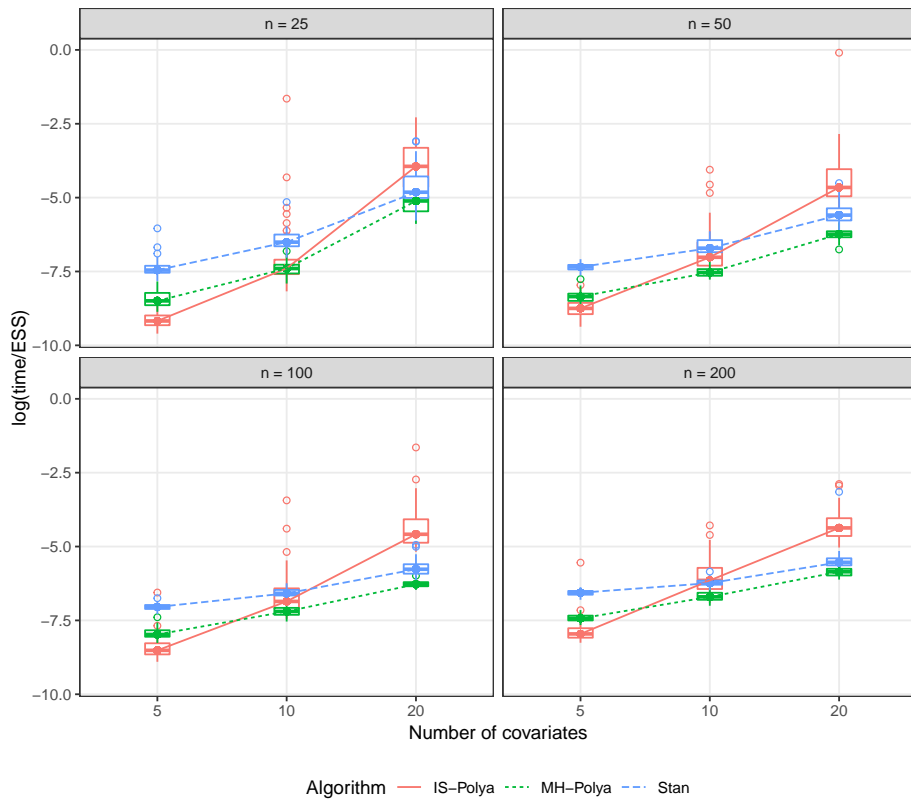 n = 25
n = 50
0.0
−2.5
−5.0
−7.5
−10.0
n = 100
n = 200
0.0
−2.5
−5.0
−7.5
−10.0
log(time/ESS)
5
10
20
5
10
20
Number of covariates
Algorithm
IS−Polya
MH−Polya
Stan